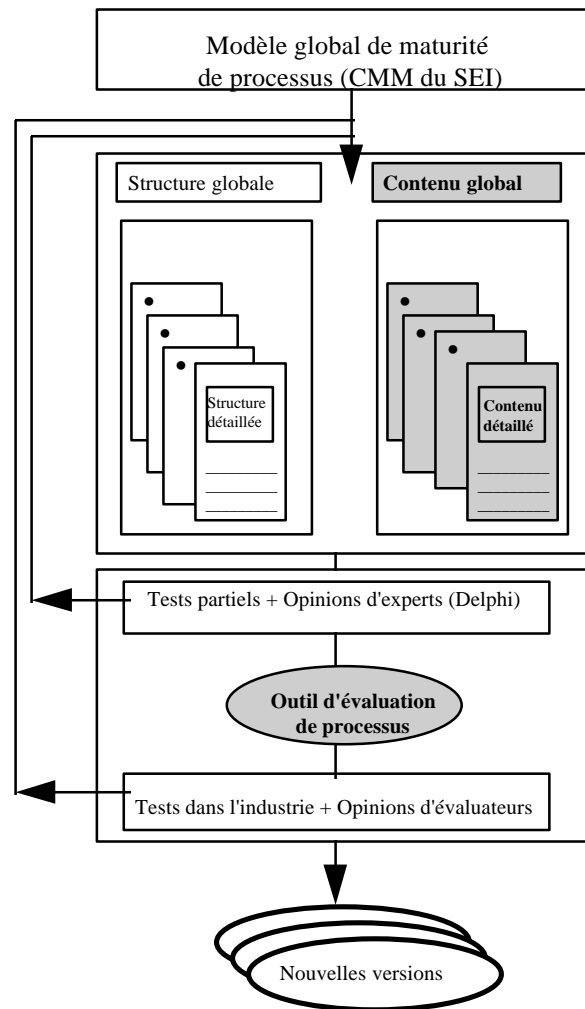 Modèle global de maturité
de processus (CMM du SEI)
Structure globale
Contenu global
Structure
détaillée
Contenu
détaillé
Tests partiels + Opinions d'experts (Delphi)
Outil d'évaluation
de processus
Tests dans l'industrie + Opinions d'évaluateurs
Nouvelles versions